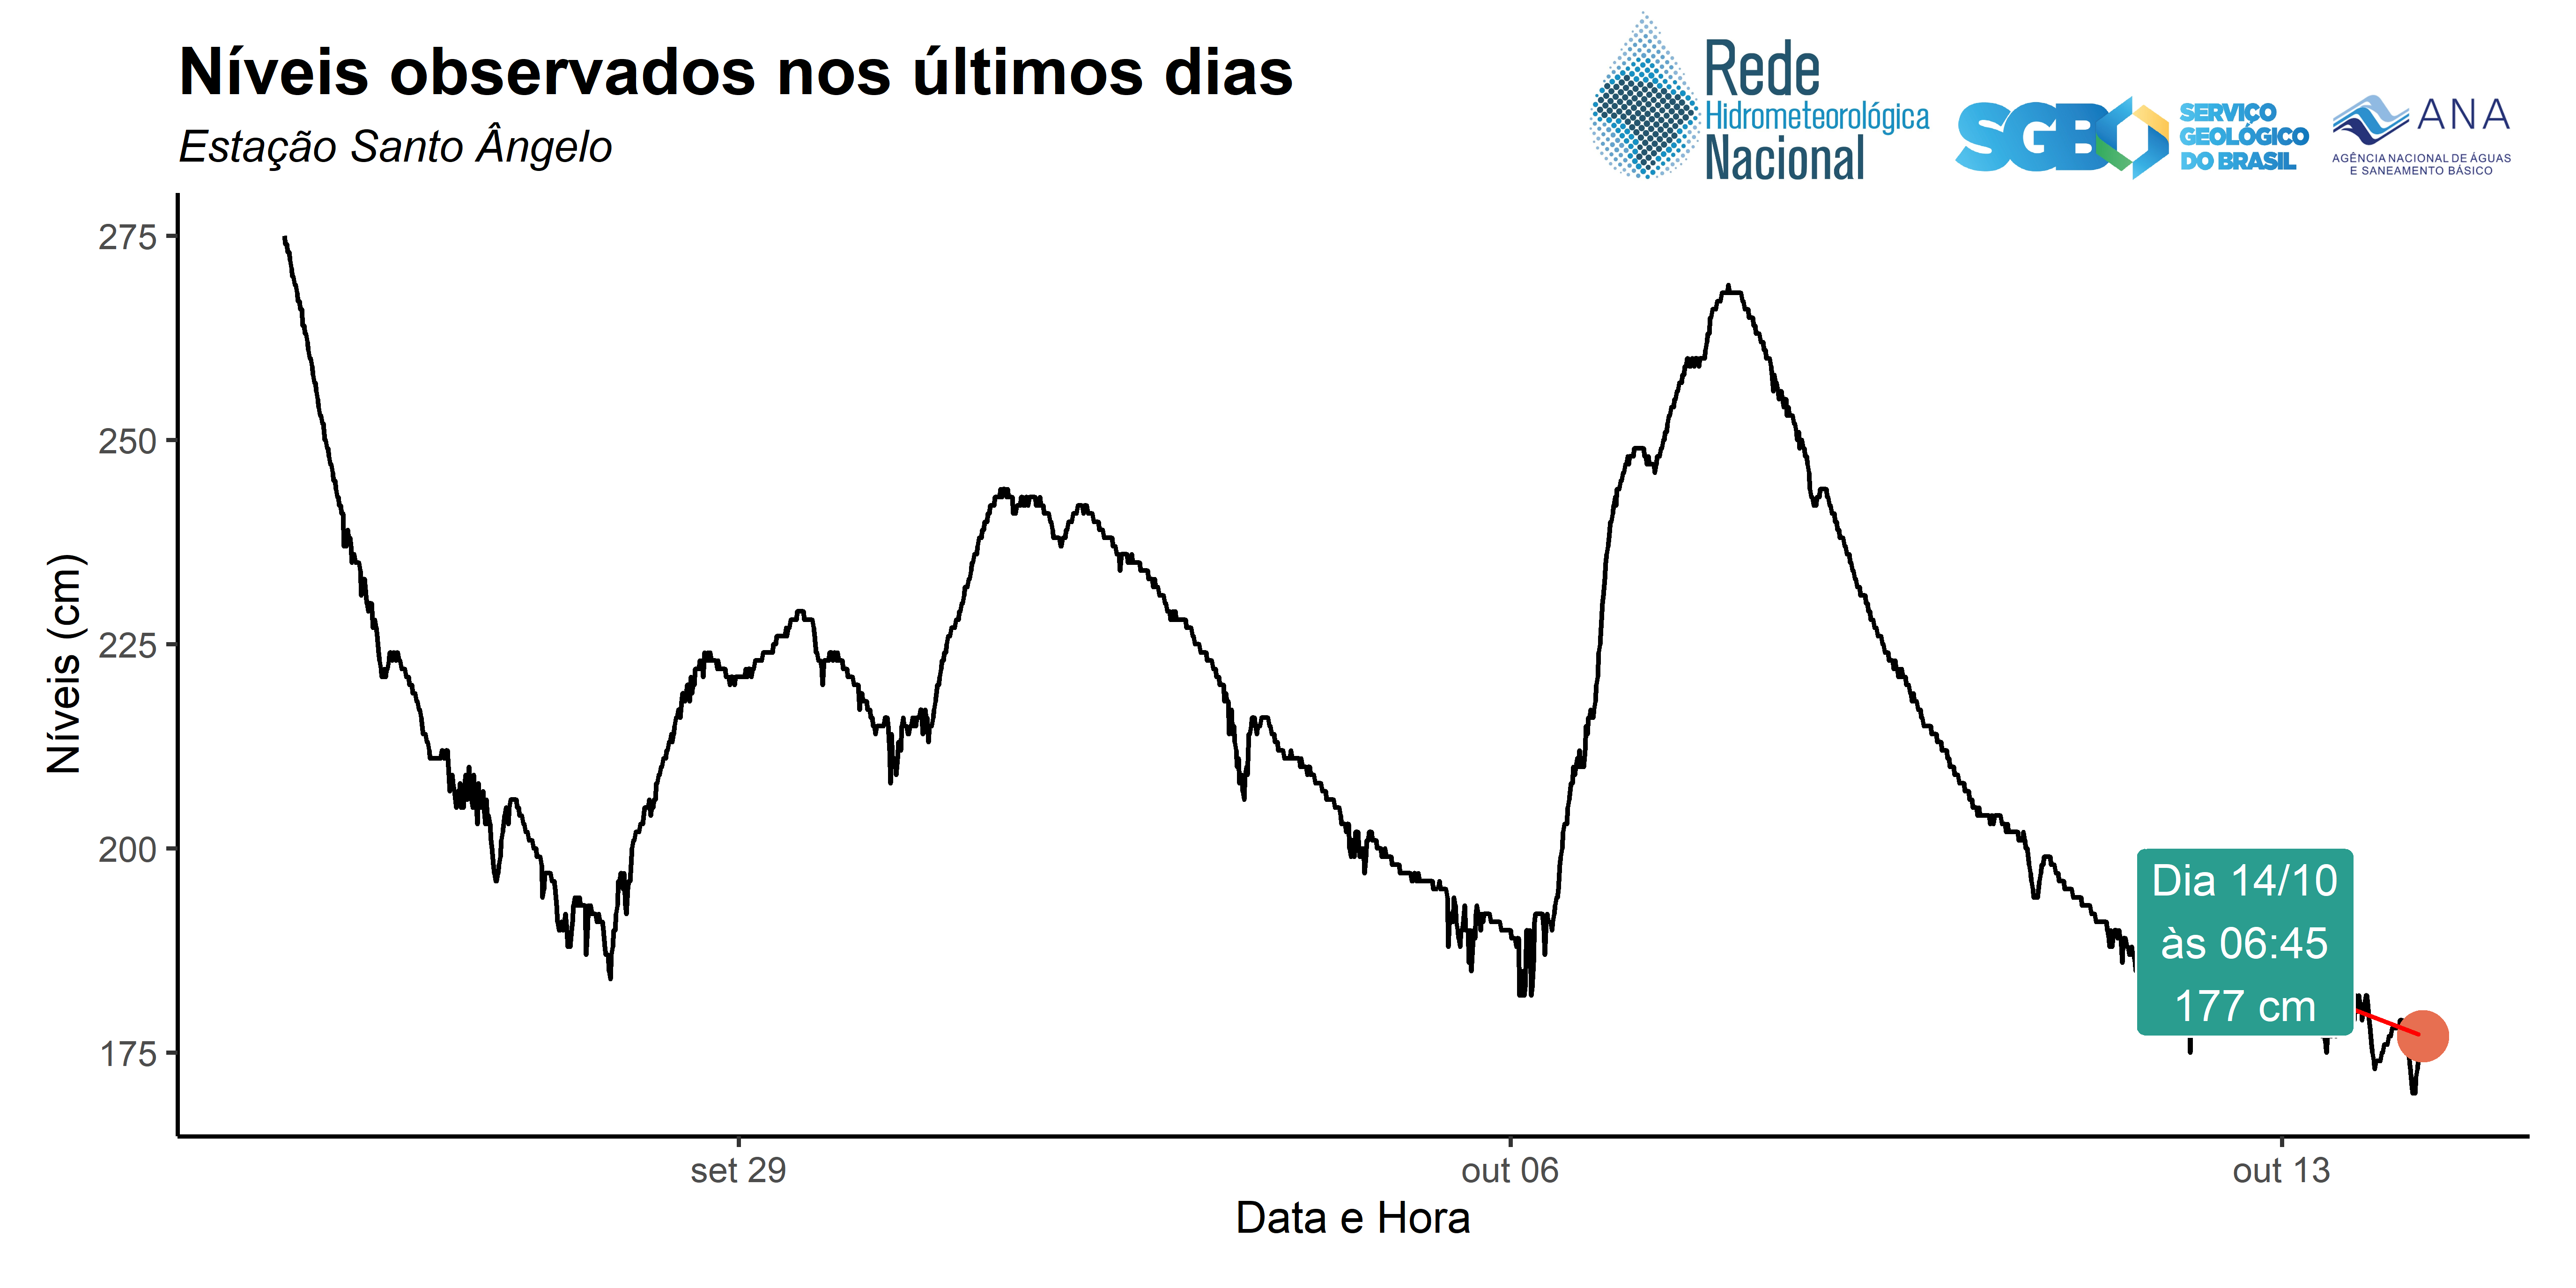 Níveis observados nos últimos dias
Estação Santo Ângelo
Rede
Hidrometeorológica
Nacional
SGB
SERVIÇO
GEOLÓGICO
DO BRASIL
ANA
AGÊNCIA NACIONAL DE ÁGUAS
E SANEAMENTO BÁSICO
Níveis (cm)
275
250
225
200
175
Dia 14/10
às 06:45
177 cm
set 29
out 06
out 13
Data e Hora